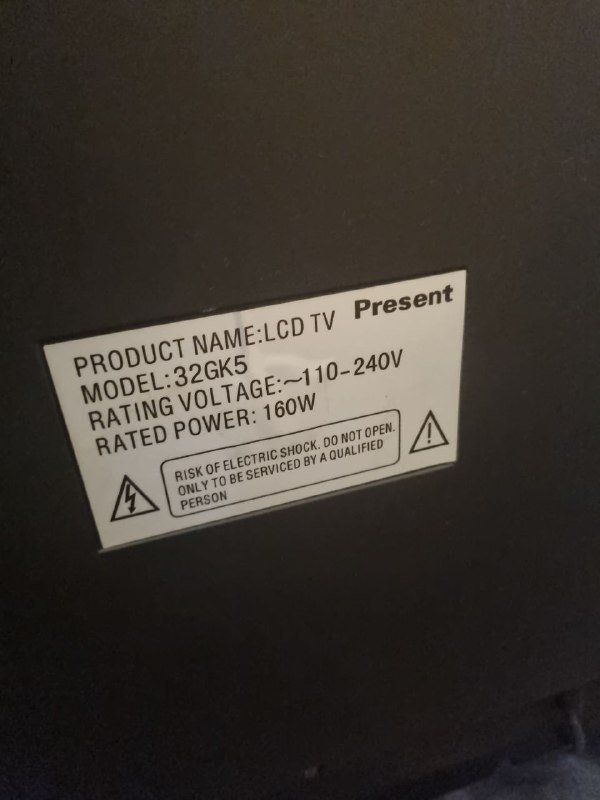 PRODUCT NAME:LCD TV Present
MODEL:32GK5
RATING VOLTAGE:~110-240V
RATED POWER: 160W
RISK OF ELECTRIC SHOCK. DO NOT OPEN.
ONLY TO BE SERVICED BY A QUALIFIED
PERSON